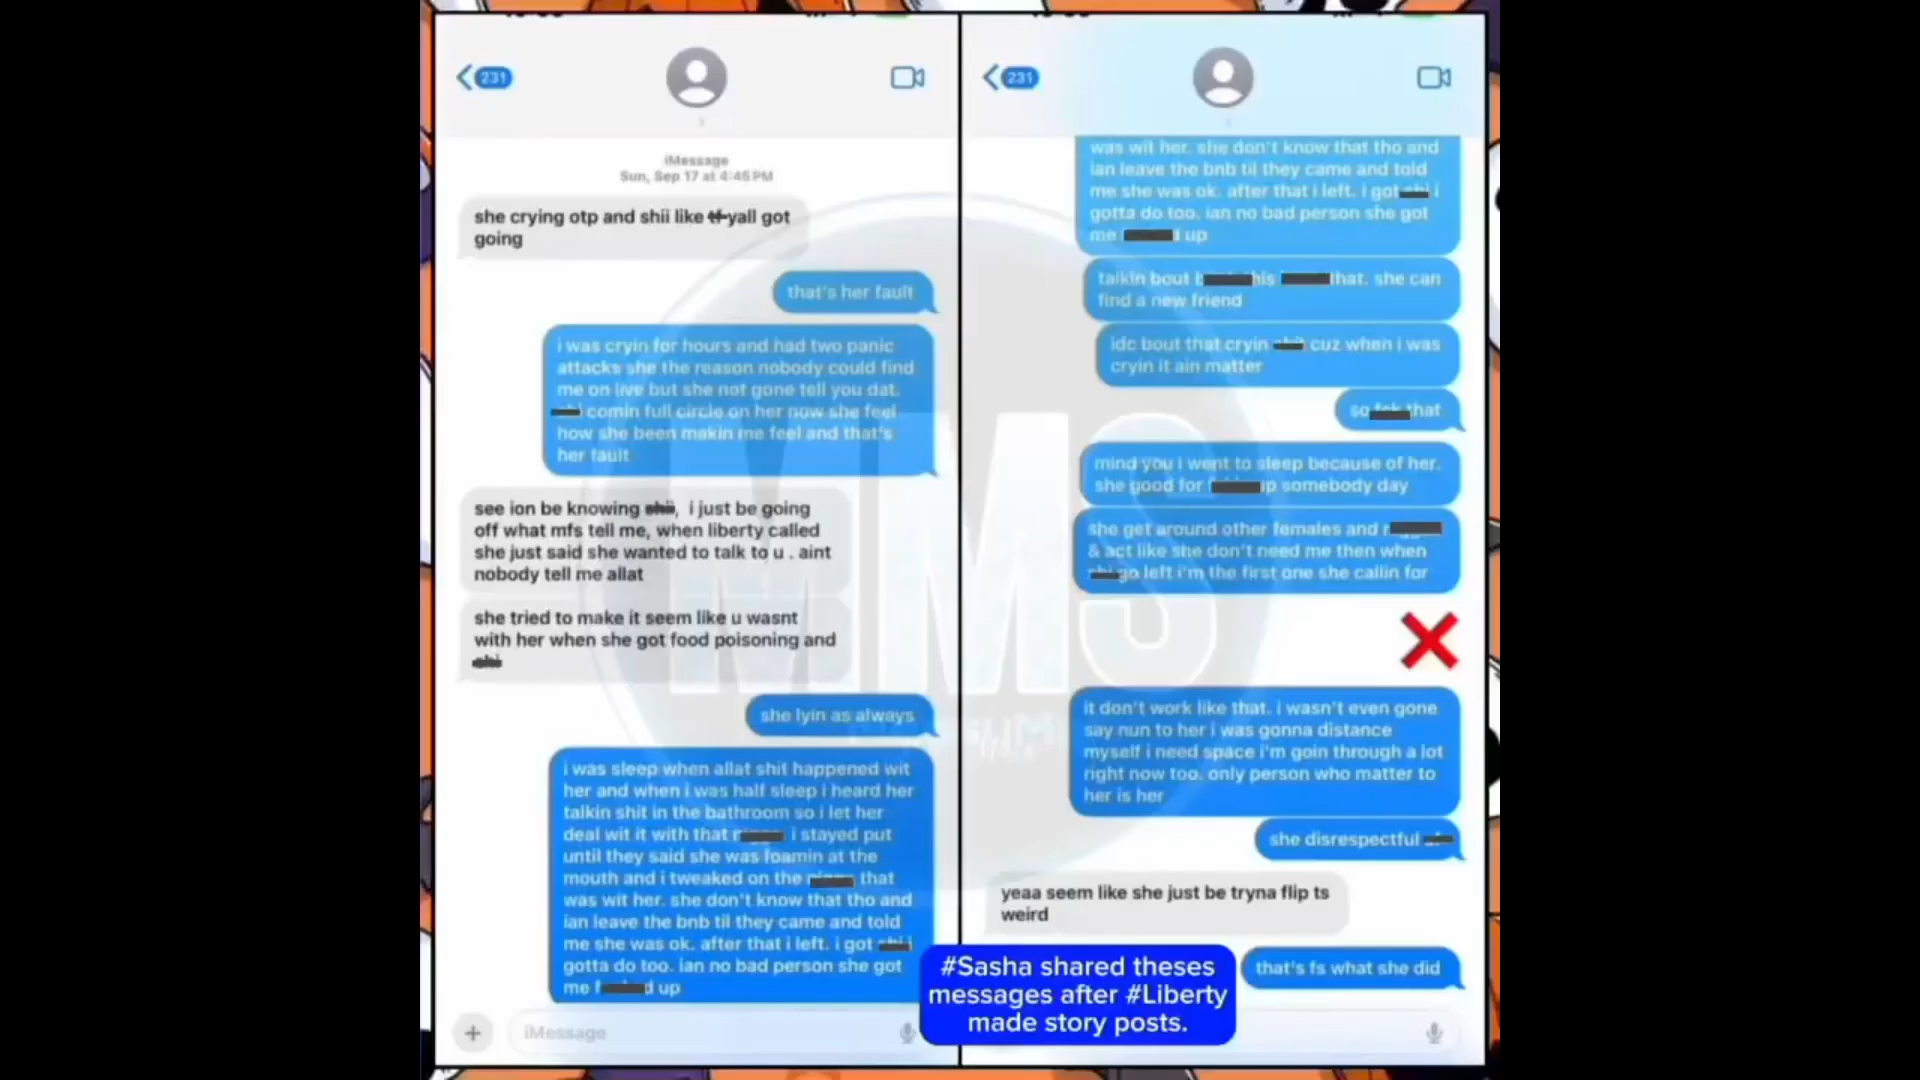 231
iMessage
Sun, Sep 17 at 4:45 PM
she crying otp and shii like tf yall got
going
that's her fault
i was cryin for hours and had two panic
attacks she the reason nobody could find
me on live but she not gone tell you dat.
shi comin full circle on her now she feel
how she been makin me feel and that's
her fault
see ion be knowing shii, i just be going
off what mfs tell me, when liberty called
she just said she wanted to talk to u . aint
nobody tell me allat
she tried to make it seem like u wasnt
with her when she got food poisoning and
shi
she lyin as always
i was sleep when allat shit happened wit
her and when i was half sleep i heard her
talkin shit in the bathroom so i let her
deal wit it with that i stayed put
until they said she was foamin at the
mouth and i tweaked on the that
was wit her. she don't know that tho and
ian leave the bnb til they came and told
me she was ok. after that i left. i got shi i
gotta do too. ian no bad person she got
me up
iMessage
231
was wit her. she don't know that tho and
ian leave the bnb til they came and told
me she was ok. after that i left. i got shi i
gotta do too. ian no bad person she got
me up
talkin bout this that. she can
find a new friend
idc bout that cryin shit cuz when i was
cryin it ain matter
so fck that
mind you i went to sleep because of her.
she good for up somebody day
she get around other females and
& act like she don't need me then when
shi go left i'm the first one she callin for
it don't work like that. i wasn't even gone
say nun to her i was gonna distance
myself i need space i'm goin through a lot
right now too. only person who matter to
her is her
she disrespectful af
yeaa seem like she just be tryna flip ts
weird
that's fs what she did
#Sasha shared theses
messages after #Liberty
made story posts.
MMS